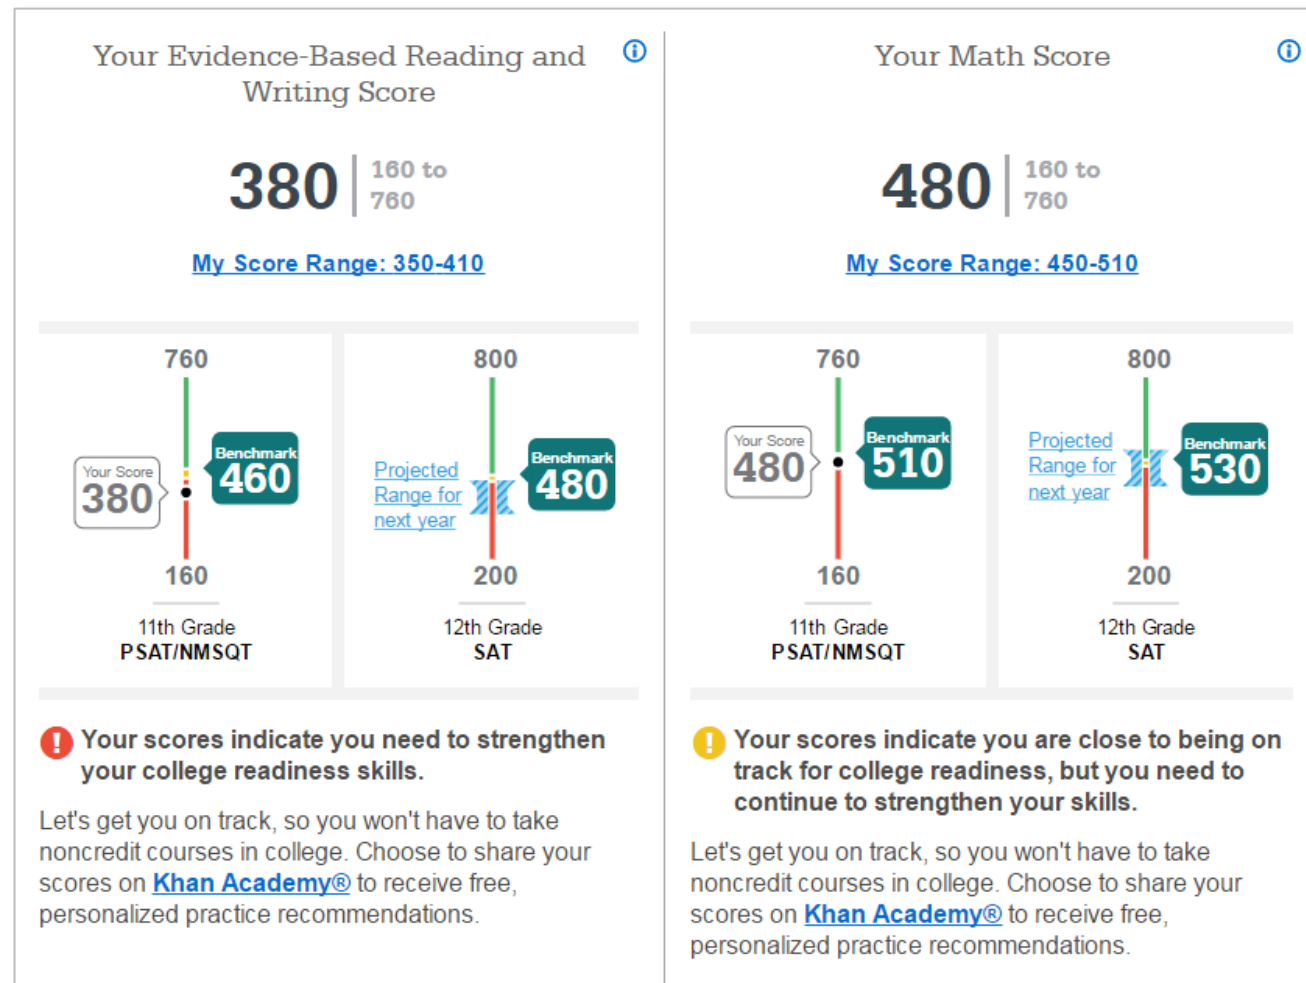 Your Evidence-Based Reading and
Writing Score
380
160 to
760
My Score Range: 350-410
760
Your Score
380
Benchmark
460
160
11th Grade
PSAT/NMSQT
800
Projected
Range for
next year
Benchmark
480
200
12th Grade
SAT
! Your scores indicate you need to strengthen
your college readiness skills.
Let's get you on track, so you won't have to take
noncredit courses in college. Choose to share your
scores on Khan Academy® to receive free,
personalized practice recommendations.
Your Math Score
480
160 to
760
My Score Range: 450-510
760
Your Score
480
Benchmark
510
160
11th Grade
PSAT/NMSQT
800
Projected
Range for
next year
Benchmark
530
200
12th Grade
SAT
! Your scores indicate you are close to being on
track for college readiness, but you need to
continue to strengthen your skills.
Let's get you on track, so you won't have to take
noncredit courses in college. Choose to share your
scores on Khan Academy® to receive free,
personalized practice recommendations.